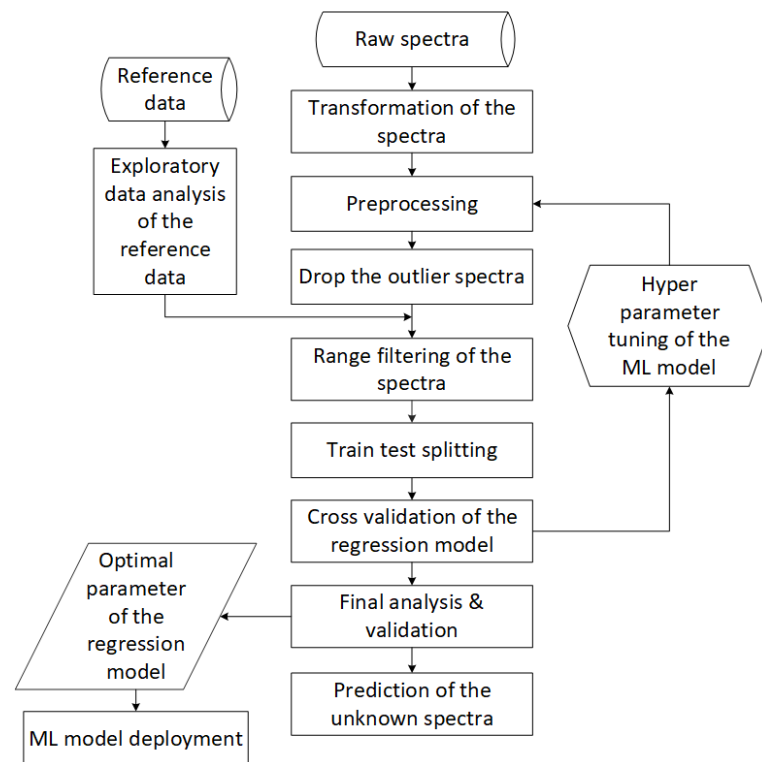 Raw spectra
Reference
data
Transformation of the
spectra
Exploratory
data analysis
of the
reference
data
Preprocessing
Drop the outlier spectra
Hyper
parameter
tuning of the
ML model
Range filtering of the
spectra
Train test splitting
Cross validation of the
regression model
Optimal
parameter
of the
regression
model
Final analysis &
validation
Prediction of the
unknown spectra
ML model deployment